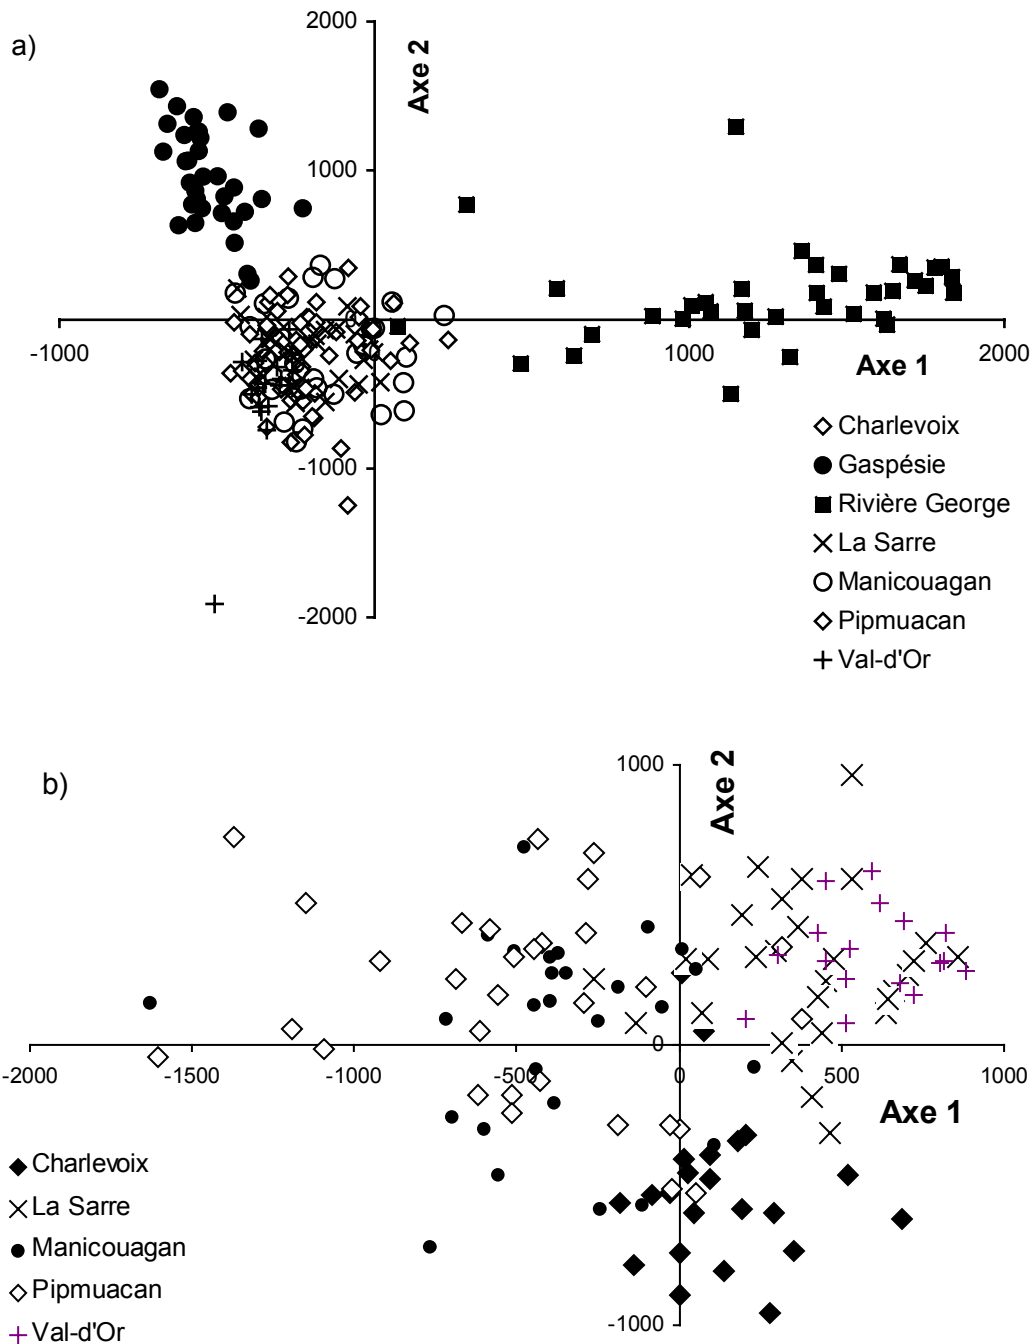 a)
2000
Axe 2
1000
-1000
1000
2000
Axe 1
-1000
-2000
Charlevoix
Gaspésie
Rivière George
La Sarre
Manicouagan
Pipmuacan
Val-d'Or
b)
1000
Axe 2
0
-2000 -1500 -1000 -500 0 500 1000
Axe 1
-1000
Charlevoix
La Sarre
Manicouagan
Pipmuacan
Val-d'Or